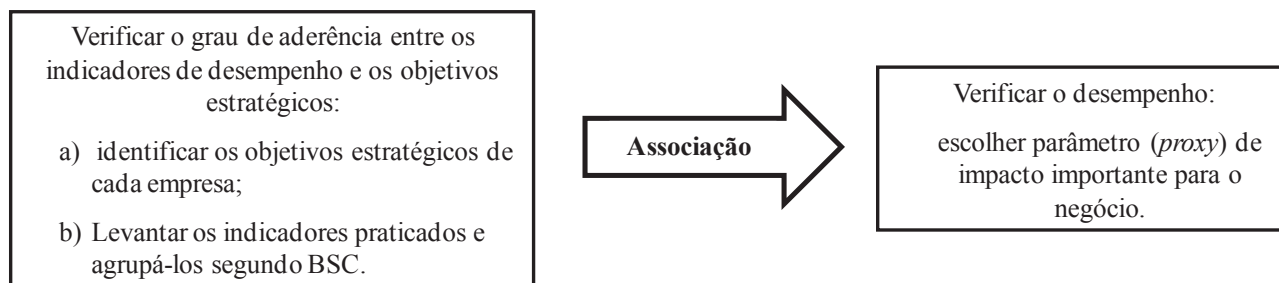 Verificar o grau de aderência entre os
indicadores de desempenho e os objetivos
estratégicos:
a) identificar os objetivos estratégicos de
cada empresa;
b) Levantar os indicadores praticados e
agrupá-los segundo BSC.
Associação
Verificar o desempenho:
escolher parâmetro (proxy) de
impacto importante para o
negócio.